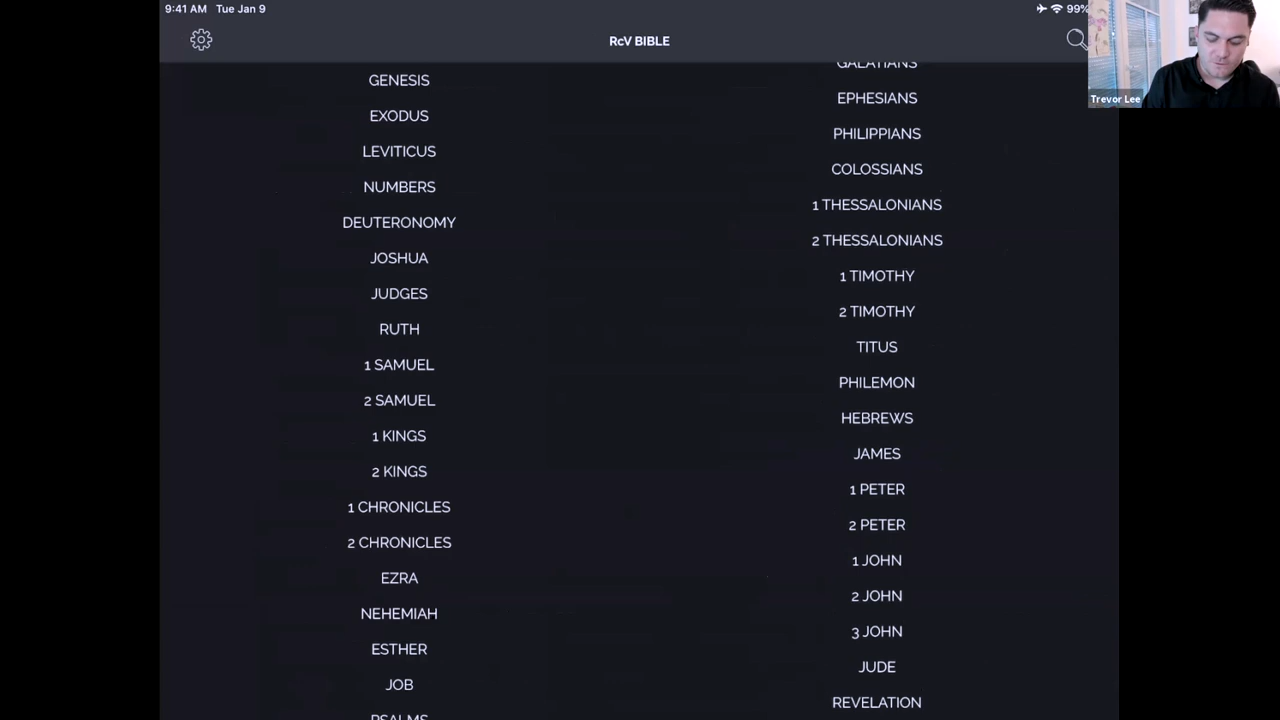 9:41 AM Tue Jan 9
99%
RcV BIBLE
Trevor Lee
GENESIS
EXODUS
LEVITICUS
NUMBERS
DEUTERONOMY
JOSHUA
JUDGES
RUTH
1 SAMUEL
2 SAMUEL
1 KINGS
2 KINGS
1 CHRONICLES
2 CHRONICLES
EZRA
NEHEMIAH
ESTHER
JOB
PSALMS
GALATIANS
EPHESIANS
PHILIPPIANS
COLOSSIANS
1 THESSALONIANS
2 THESSALONIANS
1 TIMOTHY
2 TIMOTHY
TITUS
PHILEMON
HEBREWS
JAMES
1 PETER
2 PETER
1 JOHN
2 JOHN
3 JOHN
JUDE
REVELATION